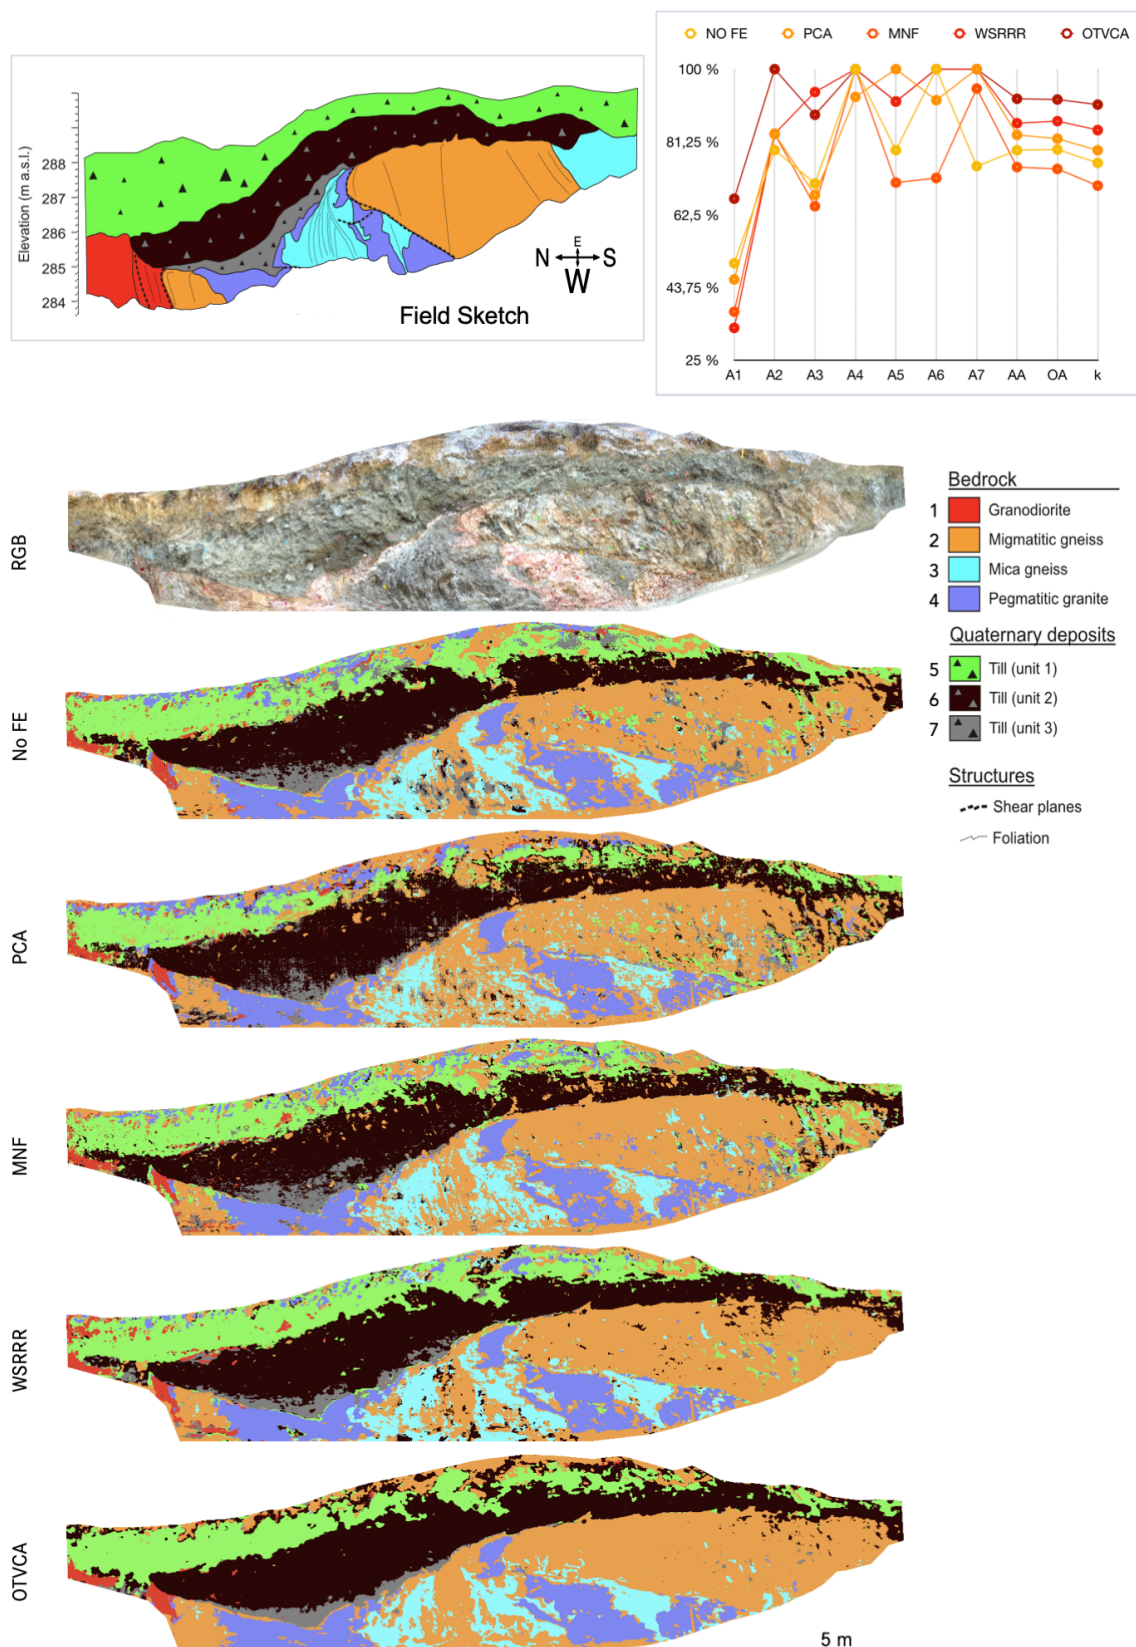 NO FE PCA MNF WSRRR OTVCA
100 %
81,25 %
62,5 %
43,75 %
25 %
A1 A2 A3 A4 A5 A6 A7 AA OA k
Elevation (m a.s.l.)
288
287
286
285
284
E
N S
W
Field Sketch
RGB
No FE
PCA
MNF
WSRRR
OTVCA
Bedrock
1 Granodiorite
2 Migmatitic gneiss
3 Mica gneiss
4 Pegmatitic granite
Quaternary deposits
5 Till (unit 1)
6 Till (unit 2)
7 Till (unit 3)
Structures
Shear planes
Foliation
5 m